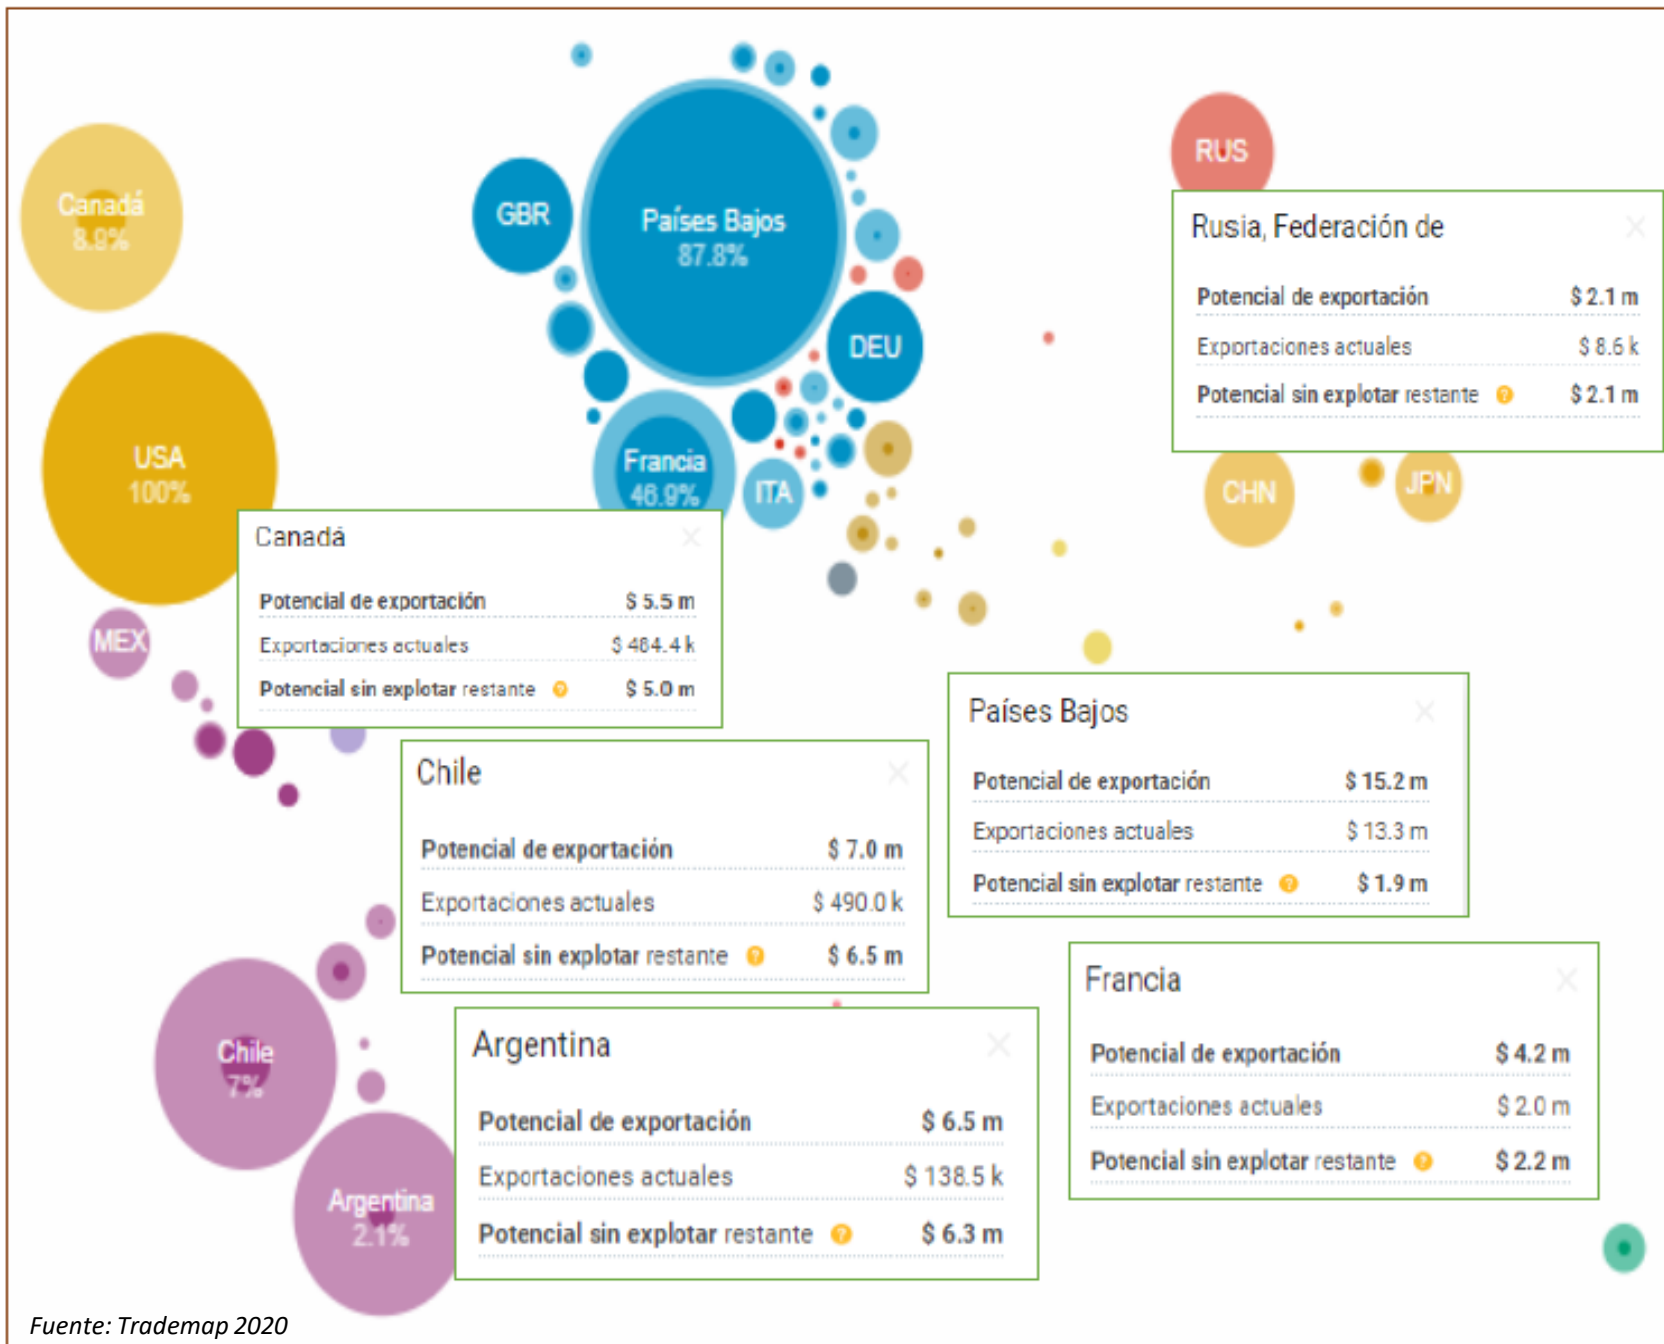 RUS
Canadá
8.8%
GBR
Países Bajos
87.8%
DEU
USA
100%
Francia
46.9%
ITA
CHN
JPN
MEX
Chile
7%
Argentina
2.1%
Rusia, Federación de
Potencial de exportación $ 2.1 m
Exportaciones actuales $ 8.6 k
Potencial sin explotar restante ? $ 2.1 m
Canadá
Potencial de exportación $ 5.5 m
Exportaciones actuales $ 484.4 k
Potencial sin explotar restante ? $ 5.0 m
Países Bajos
Potencial de exportación $ 15.2 m
Exportaciones actuales $ 13.3 m
Potencial sin explotar restante ? $ 1.9 m
Chile
Potencial de exportación $ 7.0 m
Exportaciones actuales $ 490.0 k
Potencial sin explotar restante ? $ 6.5 m
Francia
Potencial de exportación $ 4.2 m
Exportaciones actuales $ 2.0 m
Potencial sin explotar restante ? $ 2.2 m
Argentina
Potencial de exportación $ 6.5 m
Exportaciones actuales $ 138.5 k
Potencial sin explotar restante ? $ 6.3 m
Fuente: Trademap 2020